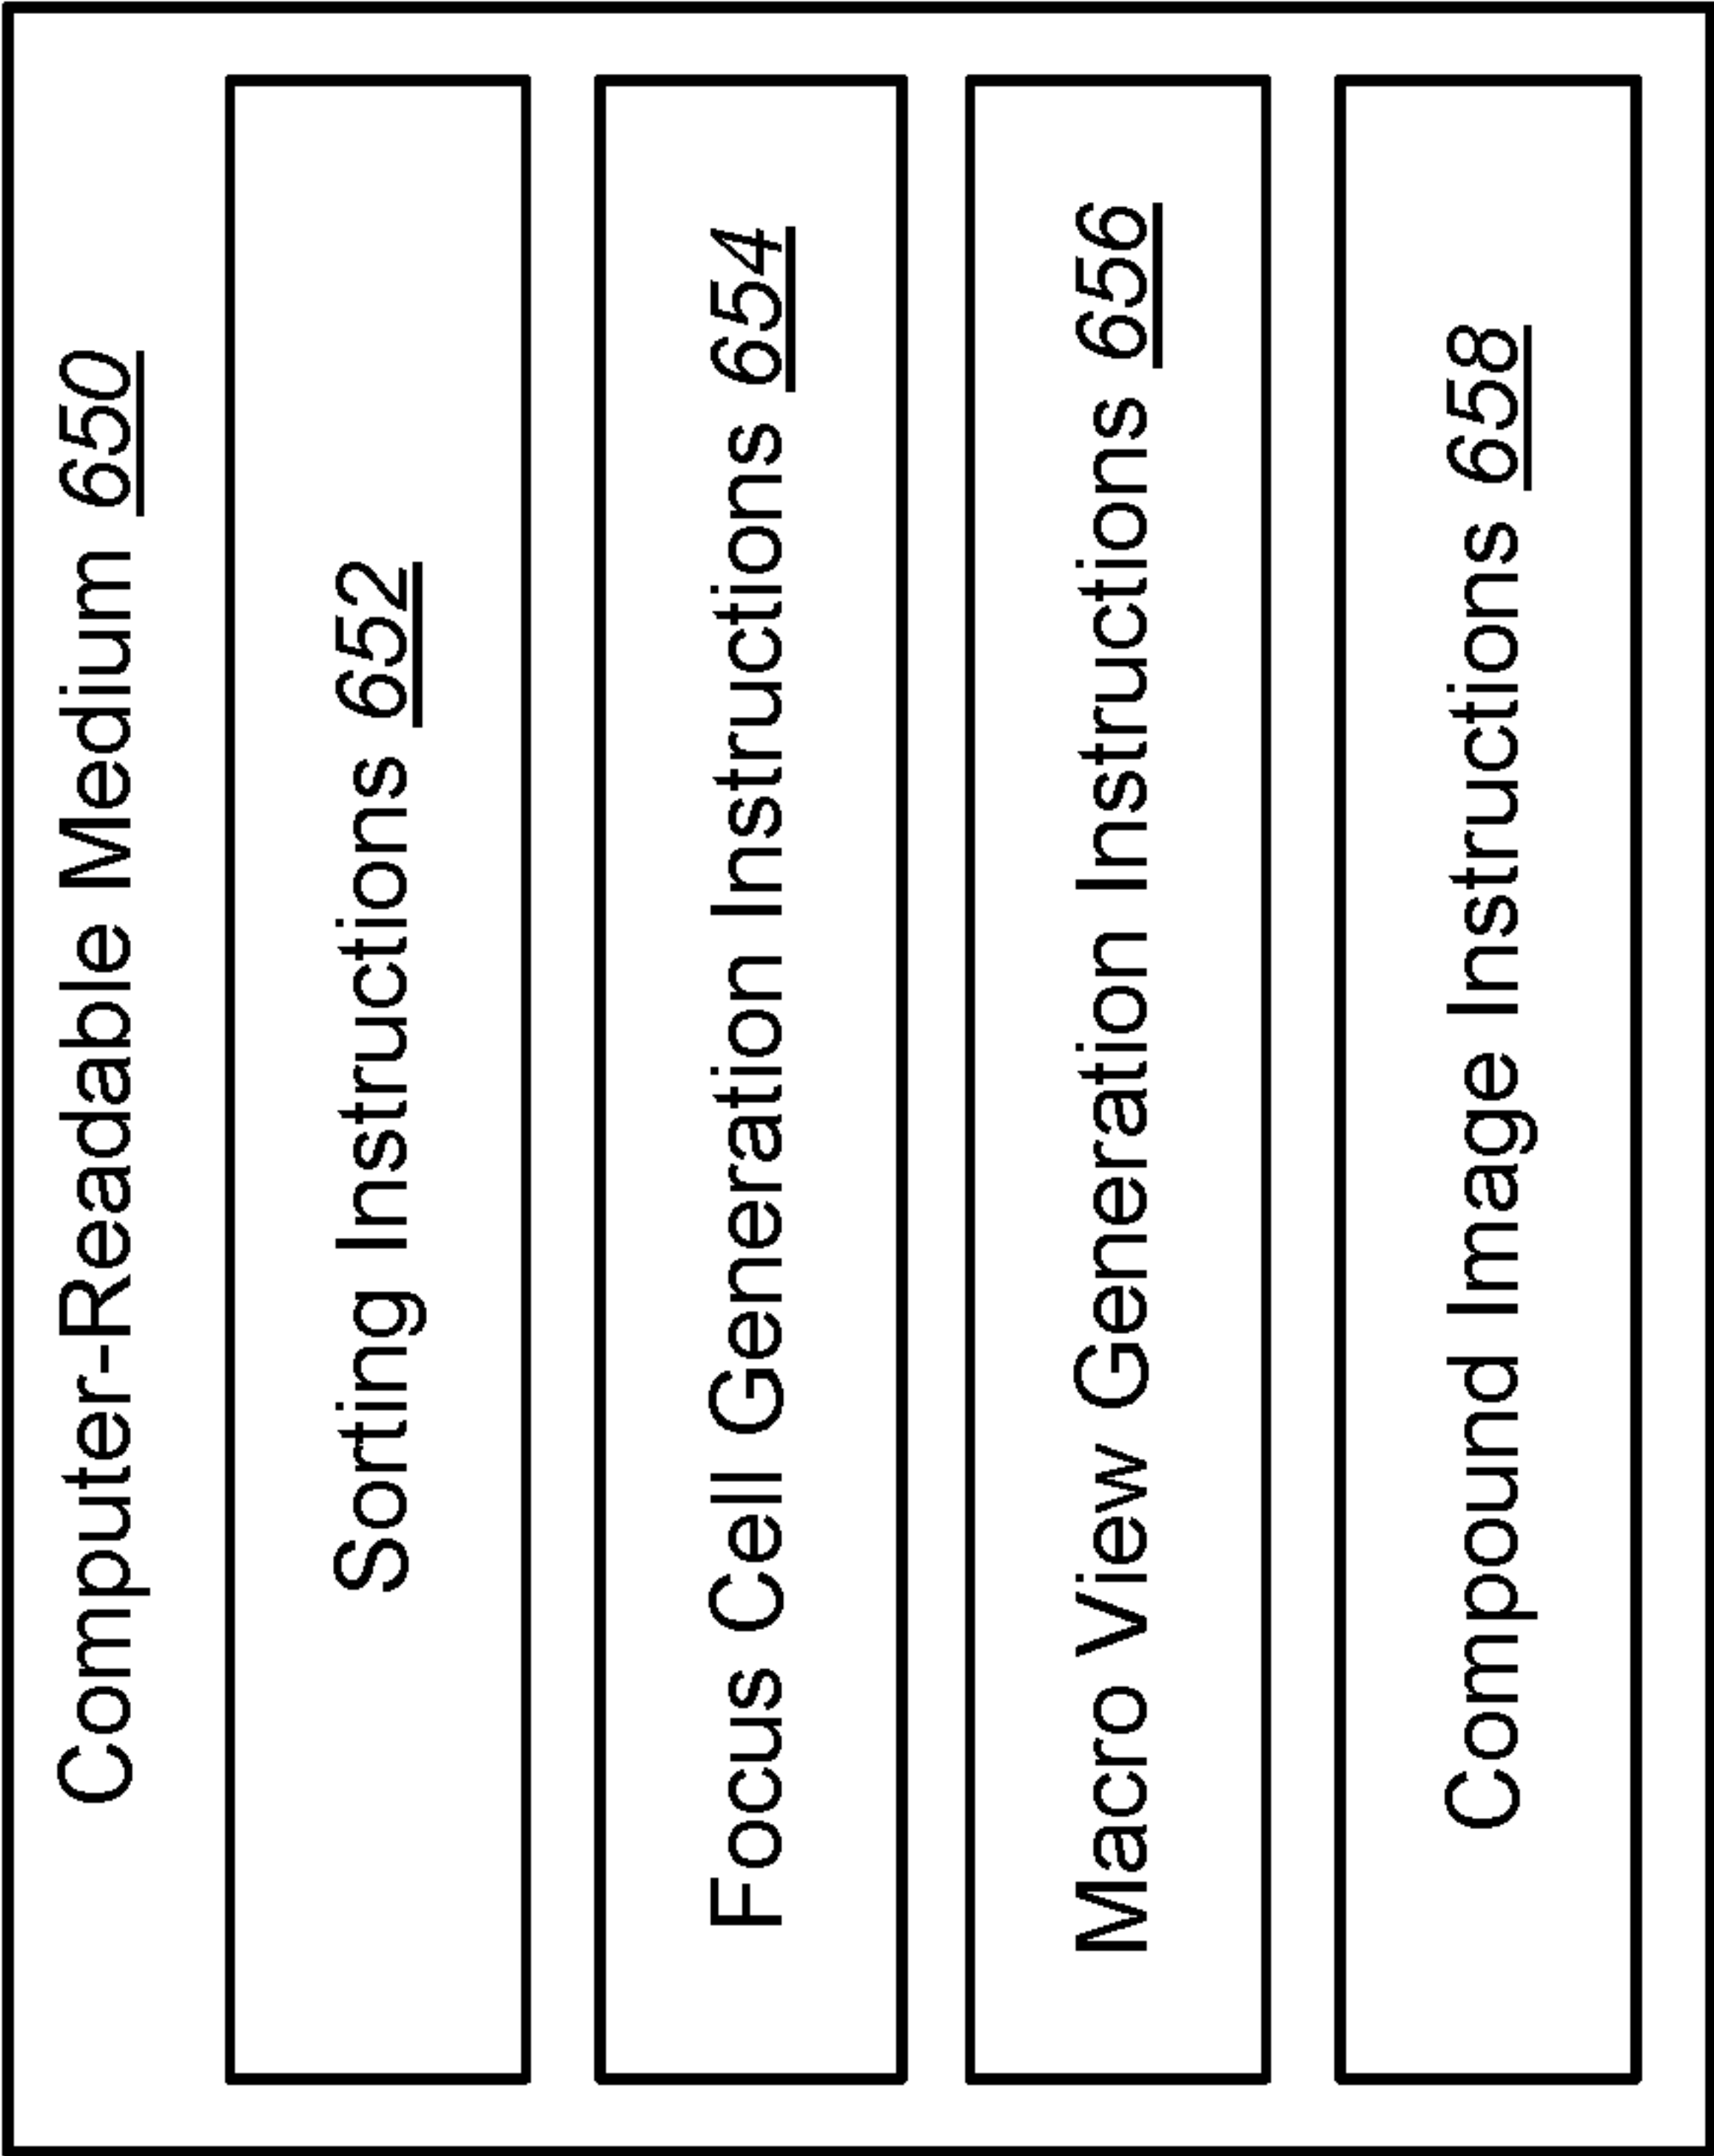 Computer-Readable Medium 650
Sorting Instructions 652
Focus Cell Generation Instructions 654
Macro View Generation Instructions 656
Compound Image Instructions 658